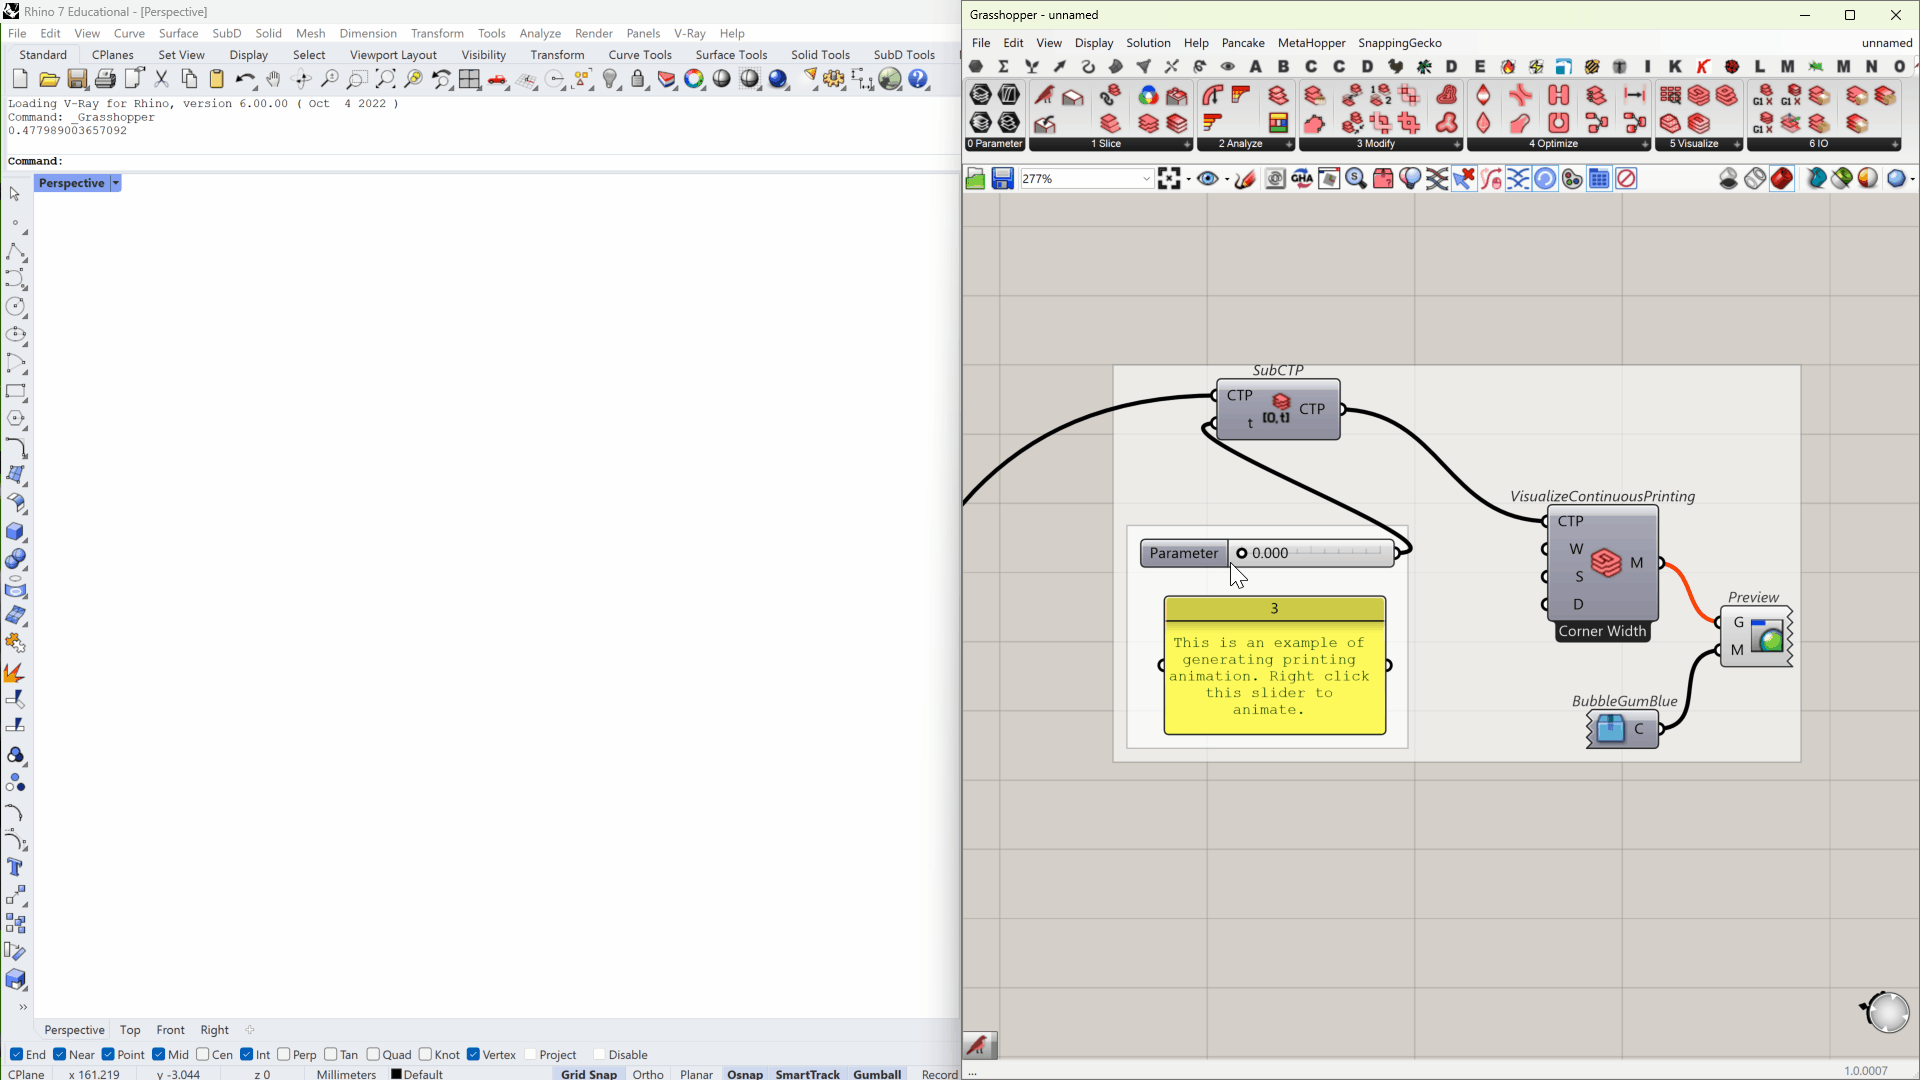 Rhino 7 Educational - [Perspective]
File Edit View Curve Surface SubD Solid Mesh Dimension Transform Tools Analyze Render Panels V-Ray Help
Standard CPlanes Set View Display Select Viewport Layout Visibility Transform Curve Tools Surface Tools Solid Tools SubD Tools
Loading V-Ray for Rhino, version 6.00.00 ( Oct  4 2022 )
Command: _Grasshopper
0.477989003657092
Command:
Perspective
Perspective Top Front Right
End Near Point Mid Cen Int Perp Tan Quad Knot Vertex Project Disable
CPlane x 161.219 y -3.044 z 0 Millimeters Default Grid Snap Ortho Planar Osnap SmartTrack Gumball Record
Grasshopper - unnamed
File Edit View Display Solution Help Pancake MetaHopper SnappingGecko unnamed
A B C C D D E I K K L M M N O
0 Parameter 1 Slice 2 Analyze 3 Modify 4 Optimize 5 Visualize 6 IO
277%
SubCTP
CTP
t
[0,t]
CTP
VisualizeContinuousPrinting
CTP
W
S
D
M
Corner Width
Parameter 0.000
3
This is an example of
generating printing
animation. Right click
this slider to
animate.
Preview
G
M
BubbleGumBlue
C
...
1.0.0007